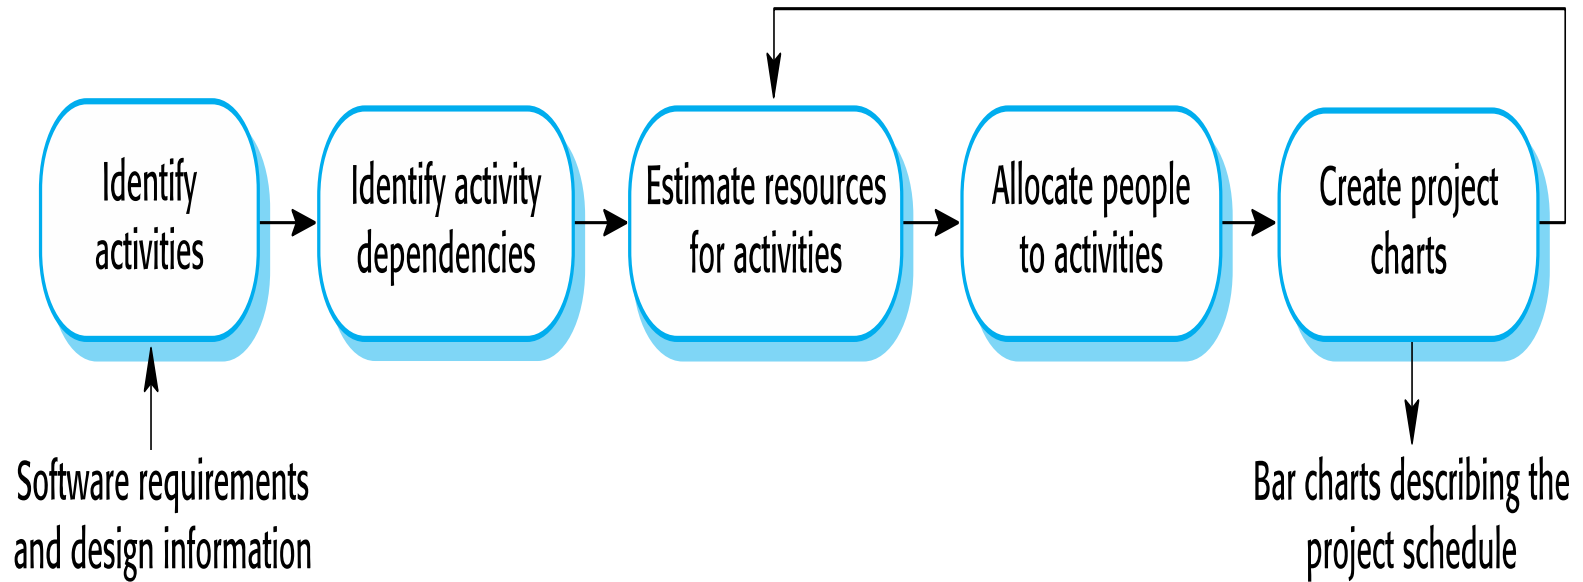 Identify
activities
Identify activity
dependencies
Estimate resources
for activities
Allocate people
to activities
Create project
charts
Software requirements
and design information
Bar charts describing the
project schedule